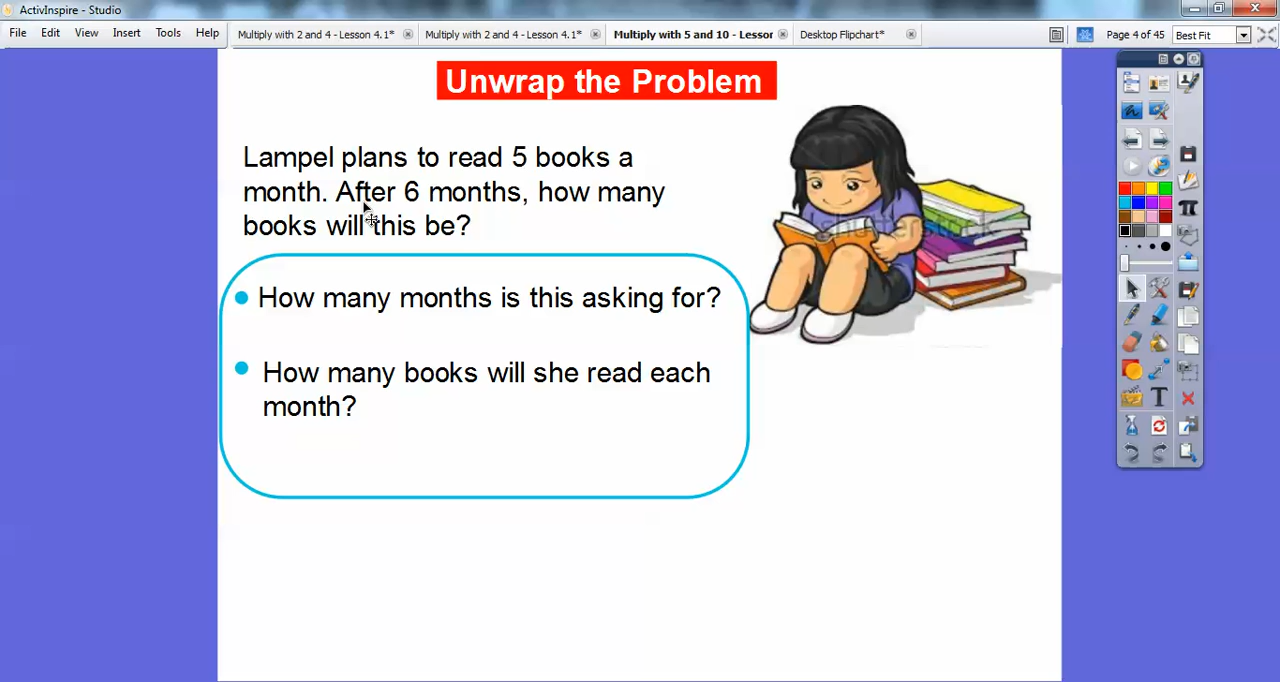 ActivInspire - Studio
File Edit View Insert Tools Help
Multiply with 2 and 4 - Lesson 4.1* Multiply with 2 and 4 - Lesson 4.1* Multiply with 5 and 10 - Lessor Desktop Flipchart* Page 4 of 45 Best Fit
Unwrap the Problem
Lampel plans to read 5 books a
month. After 6 months, how many
books will this be?
shutterstock
How many months is this asking for?
How many books will she read each
month?